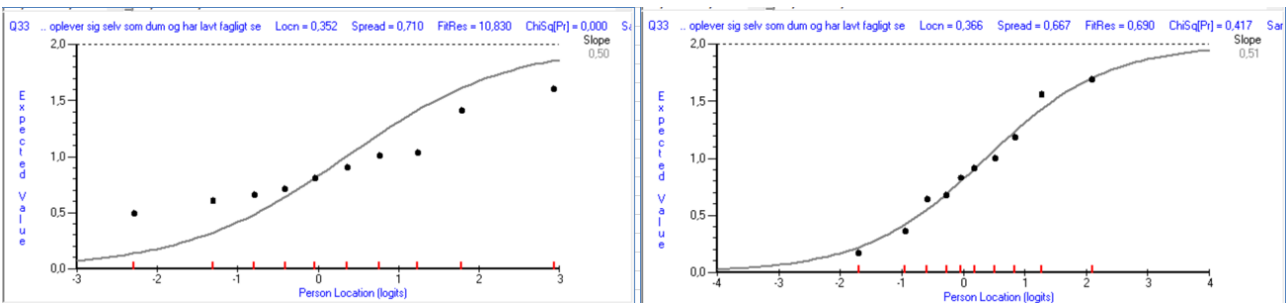 Q33 .. oplever sig selv som dum og har lavt fagligt se Locn = 0,352 Spread = 0,710 FitRes = 10,830 ChiSq[Pr] = 0,000
Slope
0,50
2,0
1,5
1,0
0,5
0,0
Expected Value
-3 -2 -1 0 1 2 3
Person Location (logits)
Q33 .. oplever sig selv som dum og har lavt fagligt se Locn = 0,366 Spread = 0,667 FitRes = 0,690 ChiSq[Pr] = 0,417 Sar
Slope
0,51
2,0
1,5
1,0
0,5
0,0
Expected Value
-4 -3 -2 -1 0 1 2 3 4
Person Location (logits)